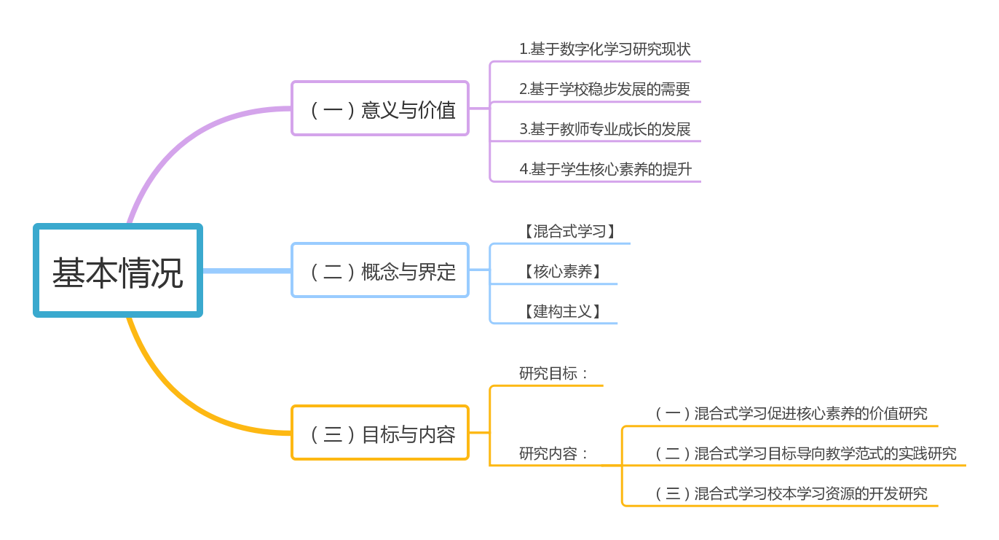 基本情况
（一）意义与价值
1.基于数字化学习研究现状
2.基于学校稳步发展的需要
3.基于教师专业成长的发展
4.基于学生核心素养的提升
（二）概念与界定
【混合式学习】
【核心素养】
【建构主义】
（三）目标与内容
研究目标：
研究内容：
（一）混合式学习促进核心素养的价值研究
（二）混合式学习目标导向教学范式的实践研究
（三）混合式学习校本学习资源的开发研究